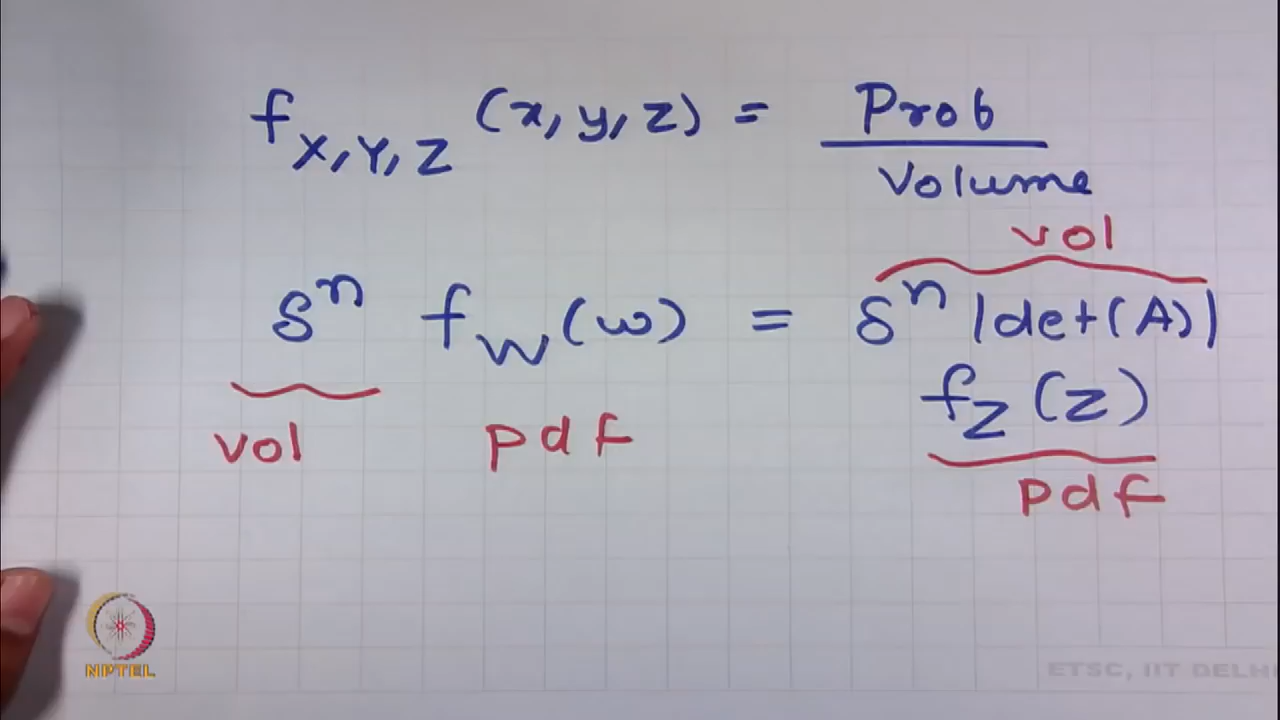 f_{X,Y,Z} (x,y,z) = Prob / Volume
vol
δ^n f_W(w) = δ^n |det(A)|
f_Z(z)
vol pdf
pdf
NPTEL
ETSC, IIT DELHI